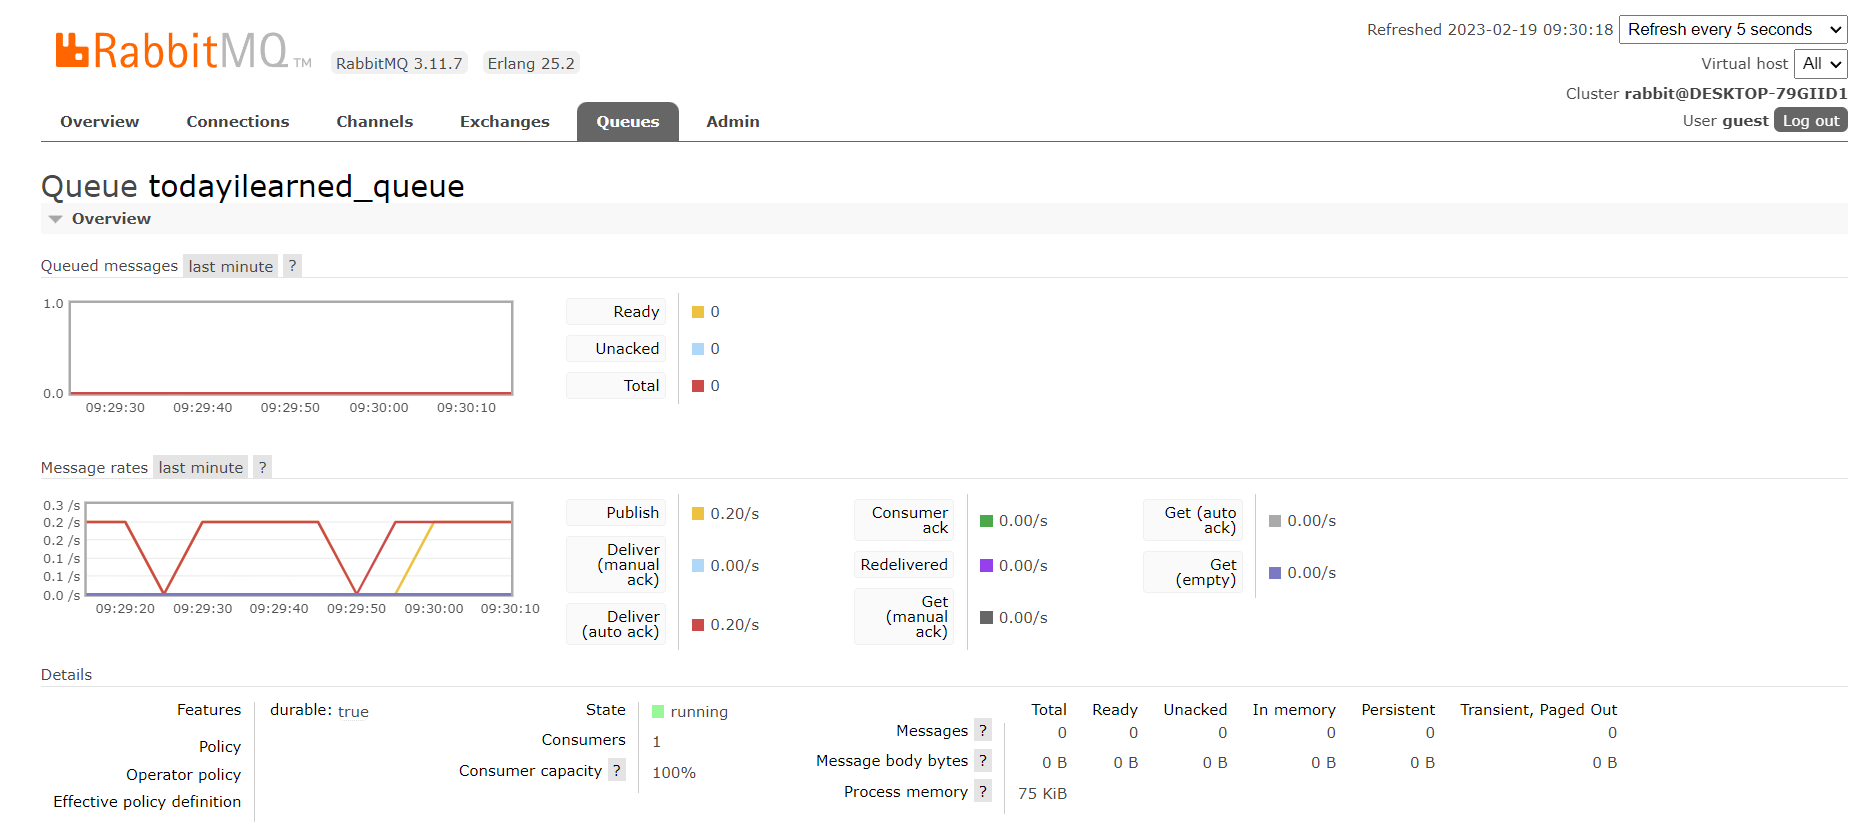 RabbitMQ TM
RabbitMQ 3.11.7 Erlang 25.2
Refreshed 2023-02-19 09:30:18 Refresh every 5 seconds
Virtual host All
Cluster rabbit@DESKTOP-79GIID1
User guest Log out
Overview Connections Channels Exchanges Queues Admin
Queue todayilearned_queue
Overview
Queued messages last minute ?
1.0
0.0
09:29:30 09:29:40 09:29:50 09:30:00 09:30:10
Ready 0
Unacked 0
Total 0
Message rates last minute ?
0.3 /s
0.2 /s
0.2 /s
0.1 /s
0.1 /s
0.0 /s
09:29:20 09:29:30 09:29:40 09:29:50 09:30:00 09:30:10
Publish 0.20/s
Deliver
(manual
ack) 0.00/s
Deliver
(auto ack) 0.20/s
Consumer
ack 0.00/s
Redelivered 0.00/s
Get
(manual
ack) 0.00/s
Get (auto
ack) 0.00/s
Get
(empty) 0.00/s
Details
Features durable: true
Policy
Operator policy
Effective policy definition
State running
Consumers 1
Consumer capacity ? 100%
Total Ready Unacked In memory Persistent Transient, Paged Out
Messages ? 0 0 0 0 0 0
Message body bytes ? 0 B 0 B 0 B 0 B 0 B 0 B
Process memory ? 75 KiB